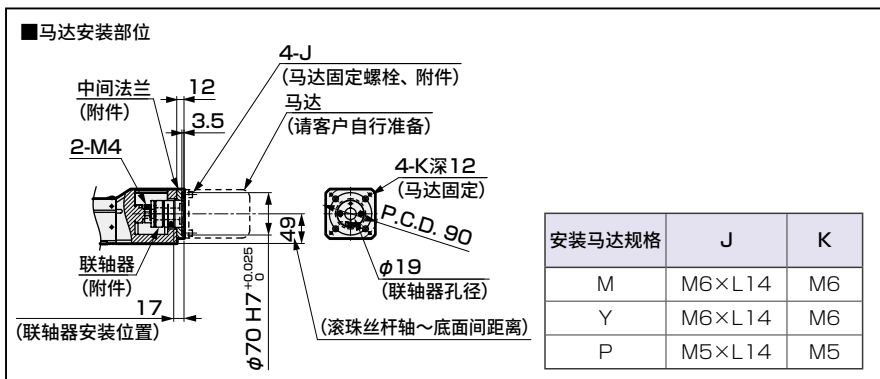 ■马达安装部位
4-J
(马达固定螺栓、附件)
中间法兰
(附件)
12
马达
(请客户自行准备)
3.5
2-M4
4-K深12
(马达固定)
P.C.D. 90
49
联轴器
(附件)
φ19
(联轴器孔径)
17
(联轴器安装位置)
φ70 H7 +0.025 0
(滚珠丝杆轴~底面间距离)
安装马达规格 J K
M M6×L14 M6
Y M6×L14 M6
P M5×L14 M5